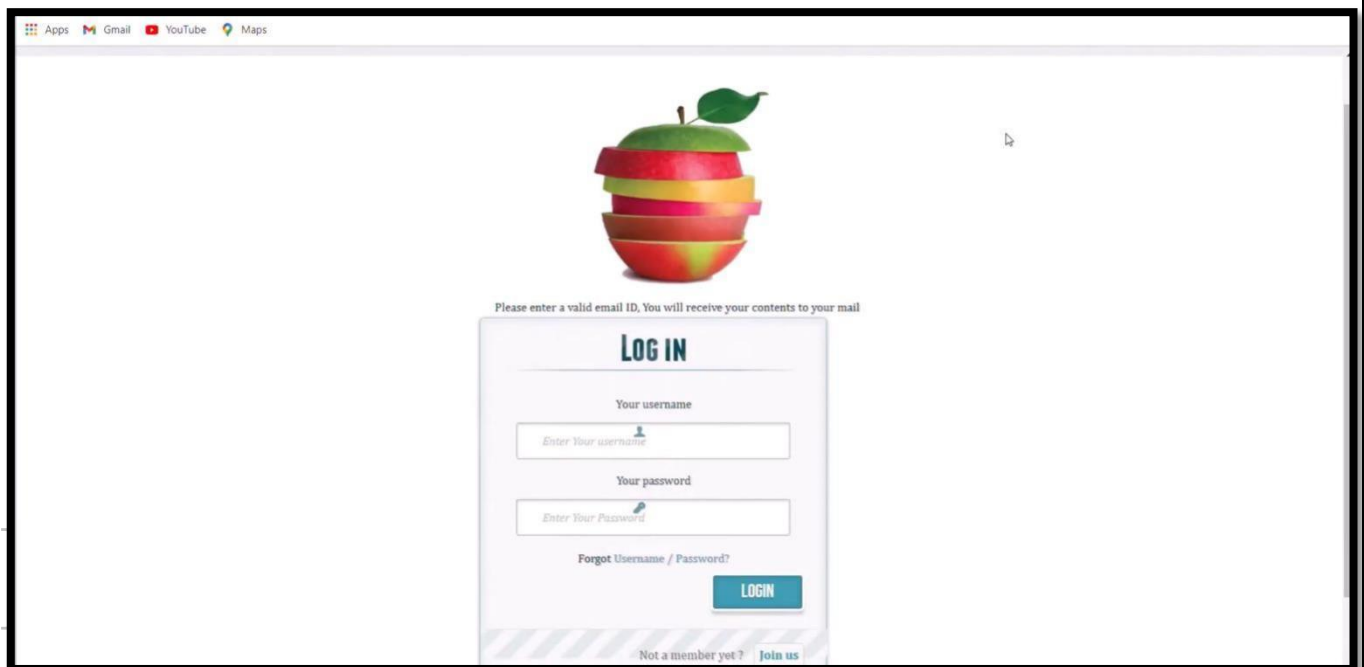 Apps Gmail YouTube Maps
Please enter a valid email ID, You will receive your contents to your mail
LOG IN
Your username
Enter Your username
Your password
Enter Your Password
Forgot Username / Password?
LOGIN
Not a member yet ? Join us